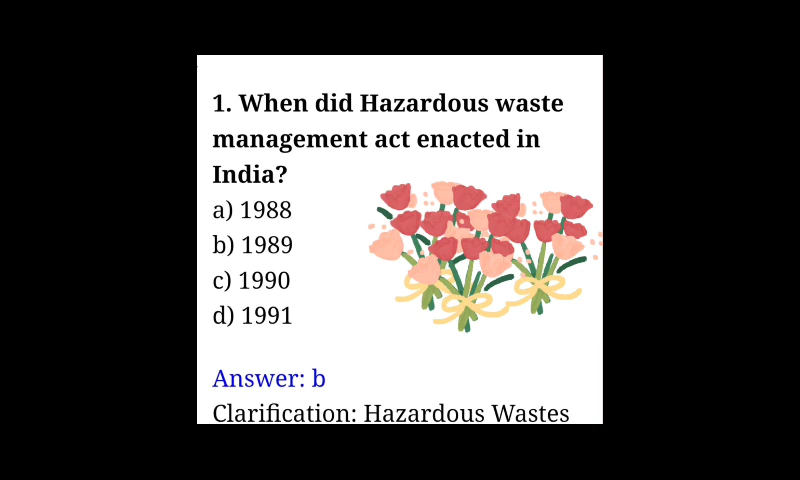 1. When did Hazardous waste
management act enacted in
India?
a) 1988
b) 1989
c) 1990
d) 1991
Answer: b
Clarification: Hazardous Wastes